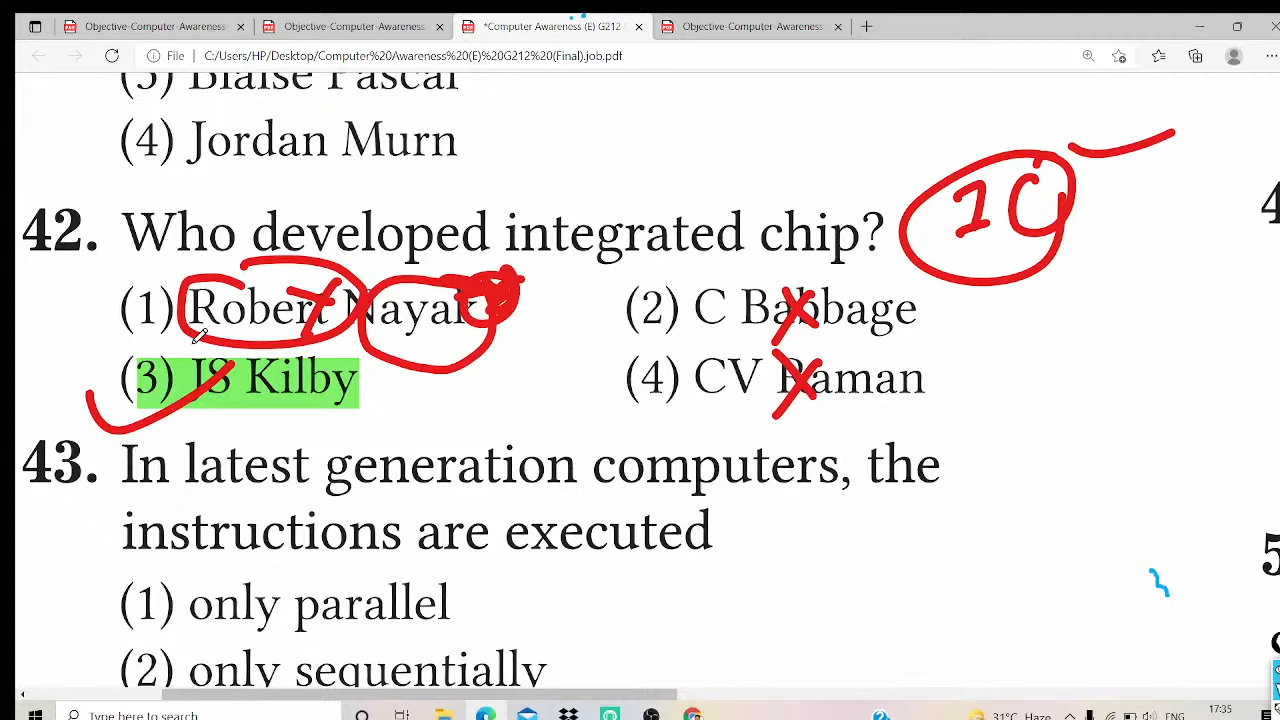 Objective-Computer-Awareness
Objective-Computer-Awareness
*Computer Awareness (E) G212
Objective-Computer-Awareness
File
C:/Users/HP/Desktop/Computer%20Awareness%20(E)%20G212%20(Final).job.pdf
(3) Blaise Pascal
(4) Jordan Murn
42. Who developed integrated chip?
IC
(1) Robert Nayak
(2) C Babbage
(3) JS Kilby
(4) CV Raman
43. In latest generation computers, the
instructions are executed
(1) only parallel
(2) only sequentially
4
5
Type here to search
31°C Haze
ENG
17:35